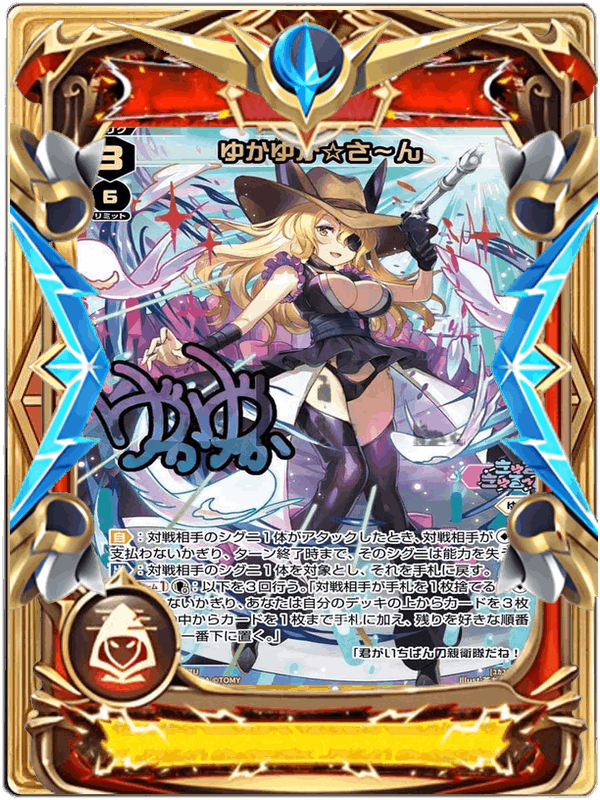 3
ゆかゆか☆さ～ん
6
リミット
ゆかゆか
自：対戦相手のシグニ1体がアタックしたとき、対戦相手が
支払わないかぎり、ターン終了時まで、そのシグニは能力を失う
：対戦相手のシグニ1体を対象とし、それを手札に戻す。
ム1：以下を3回行う。「対戦相手が手札を1枚捨てる
ないかぎり、あなたは自分のデッキの上からカードを3枚
中からカードを1枚まで手札に加え、残りを好きな順番
一番下に置く。」
「君がいちばんの親衛隊だね！
©TOMY
Illust